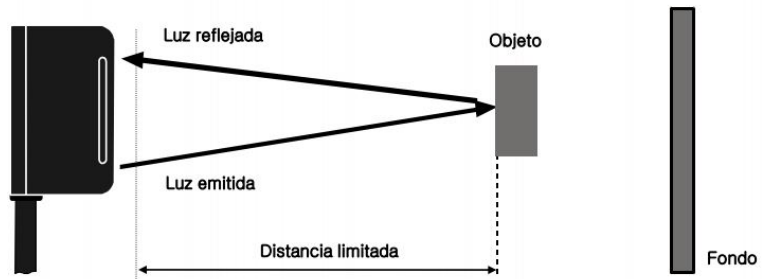 Luz reflejada
Objeto
Luz emitida
Distancia limitada
Fondo